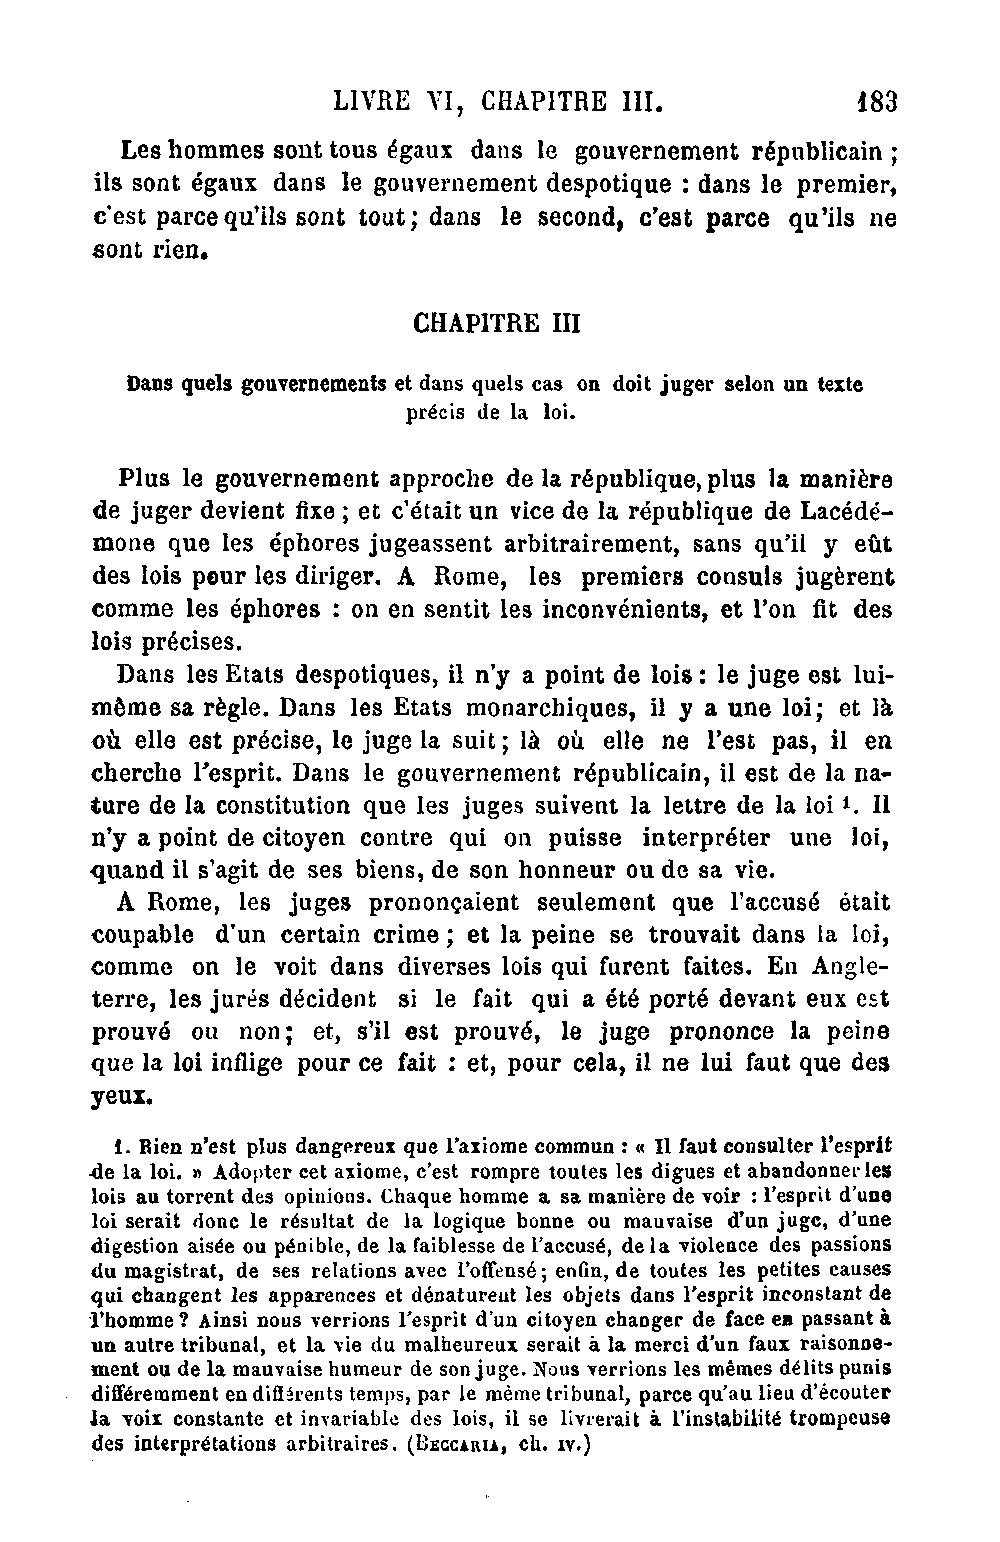 LIVRE VI, CHAPITRE III. 183
Les hommes sont tous égaux dans le gouvernement républicain ;
ils sont égaux dans le gouvernement despotique : dans le premier,
c'est parce qu'ils sont tout; dans le second, c'est parce qu'ils ne
sont rien.
CHAPITRE III
Dans quels gouvernements et dans quels cas on doit juger selon un texte
précis de la loi.
Plus le gouvernement approche de la république, plus la manière
de juger devient fixe ; et c'était un vice de la république de Lacédé-
mone que les éphores jugeassent arbitrairement, sans qu'il y eût
des lois pour les diriger. A Rome, les premiers consuls jugèrent
comme les éphores : on en sentit les inconvénients, et l'on fit des
lois précises.
Dans les Etats despotiques, il n'y a point de lois : le juge est lui-
même sa règle. Dans les Etats monarchiques, il y a une loi; et là
où elle est précise, le juge la suit ; là où elle ne l'est pas, il en
cherche l'esprit. Dans le gouvernement républicain, il est de la na-
ture de la constitution que les juges suivent la lettre de la loi 1. Il
n'y a point de citoyen contre qui on puisse interpréter une loi,
quand il s'agit de ses biens, de son honneur ou de sa vie.
A Rome, les juges prononçaient seulement que l'accusé était
coupable d'un certain crime ; et la peine se trouvait dans la loi,
comme on le voit dans diverses lois qui furent faites. En Angle-
terre, les jurés décident si le fait qui a été porté devant eux est
prouvé ou non; et, s'il est prouvé, le juge prononce la peine
que la loi inflige pour ce fait : et, pour cela, il ne lui faut que des
yeux.
1. Rien n'est plus dangereux que l'axiome commun : « Il faut consulter l'esprit
de la loi. » Adopter cet axiome, c'est rompre toutes les digues et abandonner les
lois au torrent des opinions. Chaque homme a sa manière de voir : l'esprit d'une
loi serait donc le résultat de la logique bonne ou mauvaise d'un juge, d'une
digestion aisée ou pénible, de la faiblesse de l'accusé, de la violence des passions
du magistrat, de ses relations avec l'offensé ; enfin, de toutes les petites causes
qui changent les apparences et dénaturent les objets dans l'esprit inconstant de
l'homme ? Ainsi nous verrions l'esprit d'un citoyen changer de face en passant à
un autre tribunal, et la vie du malheureux serait à la merci d'un faux raisonne-
ment ou de la mauvaise humeur de son juge. Nous verrions les mêmes délits punis
différemment en différents temps, par le même tribunal, parce qu'au lieu d'écouter
la voix constante et invariable des lois, il se livrerait à l'instabilité trompeuse
des interprétations arbitraires. (BECCARIA, ch. IV.)